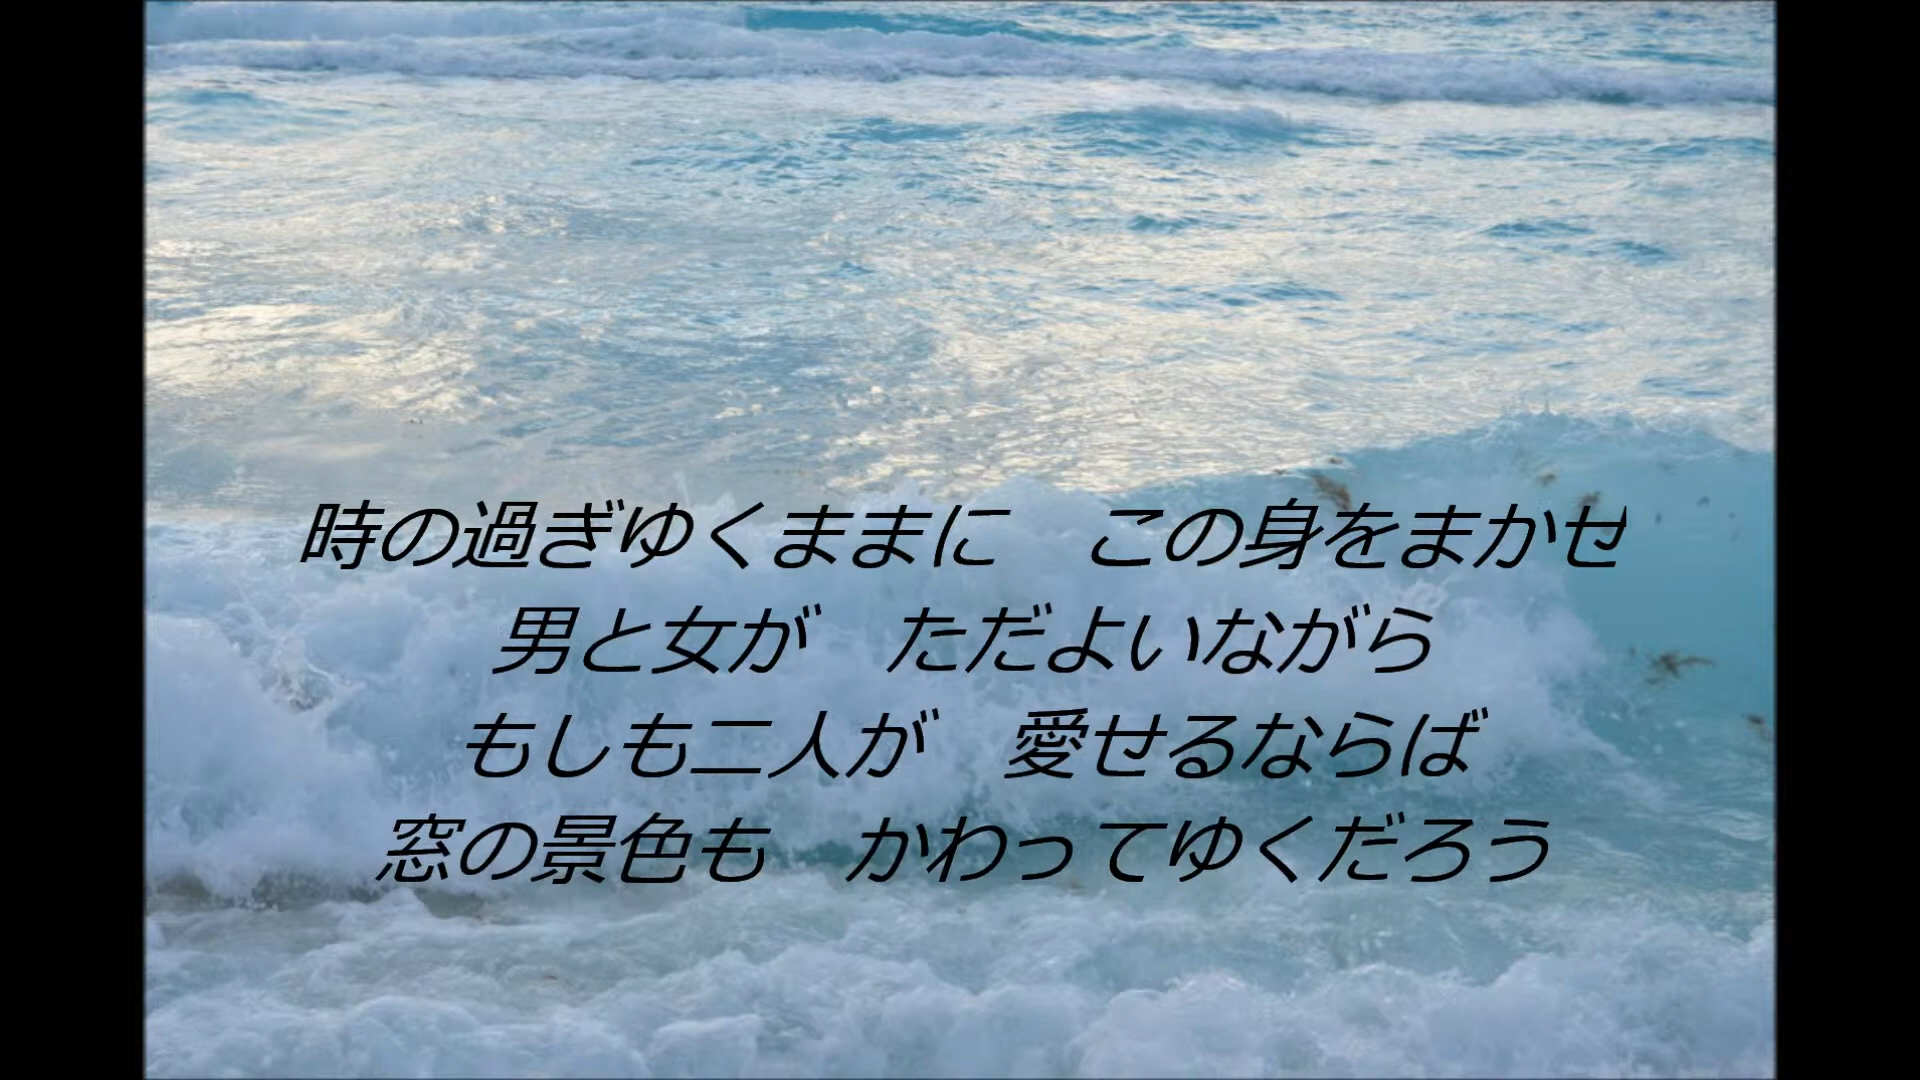 時の過ぎゆくままに　この身をまかせ
男と女が　ただよいながら
もしも二人が　愛せるならば
窓の景色も　かわってゆくだろう